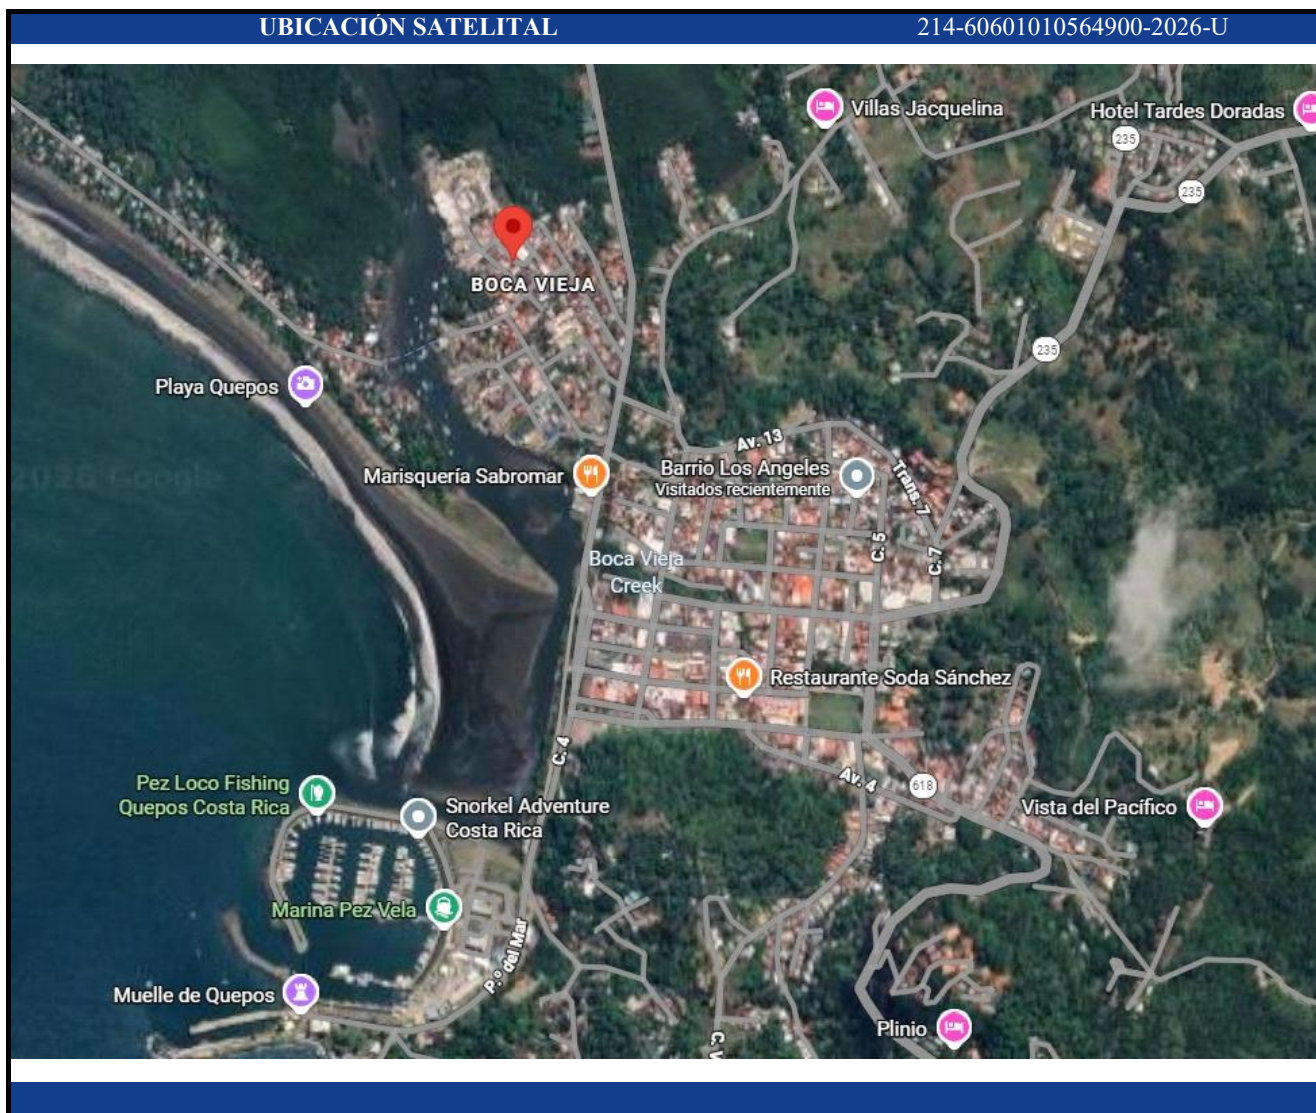 UBICACIÓN SATELITAL 214-60601010564900-2026-U
Villas Jacquelina
Hotel Tardes Doradas
235
235
BOCA VIEJA
235
Playa Quepos
Av. 13
Marisquería Sabromar
Barrio Los Angeles
Visitados recientemente
Trans. 7
2026 Google
C. 5
C. 7
Boca Vieja
Creek
Restaurante Soda Sánchez
C. 4
Av. 4
618
Pez Loco Fishing
Quepos Costa Rica
Snorkel Adventure
Costa Rica
Vista del Pacífico
Marina Pez Vela
P.º del Mar
Muelle de Quepos
Plinio